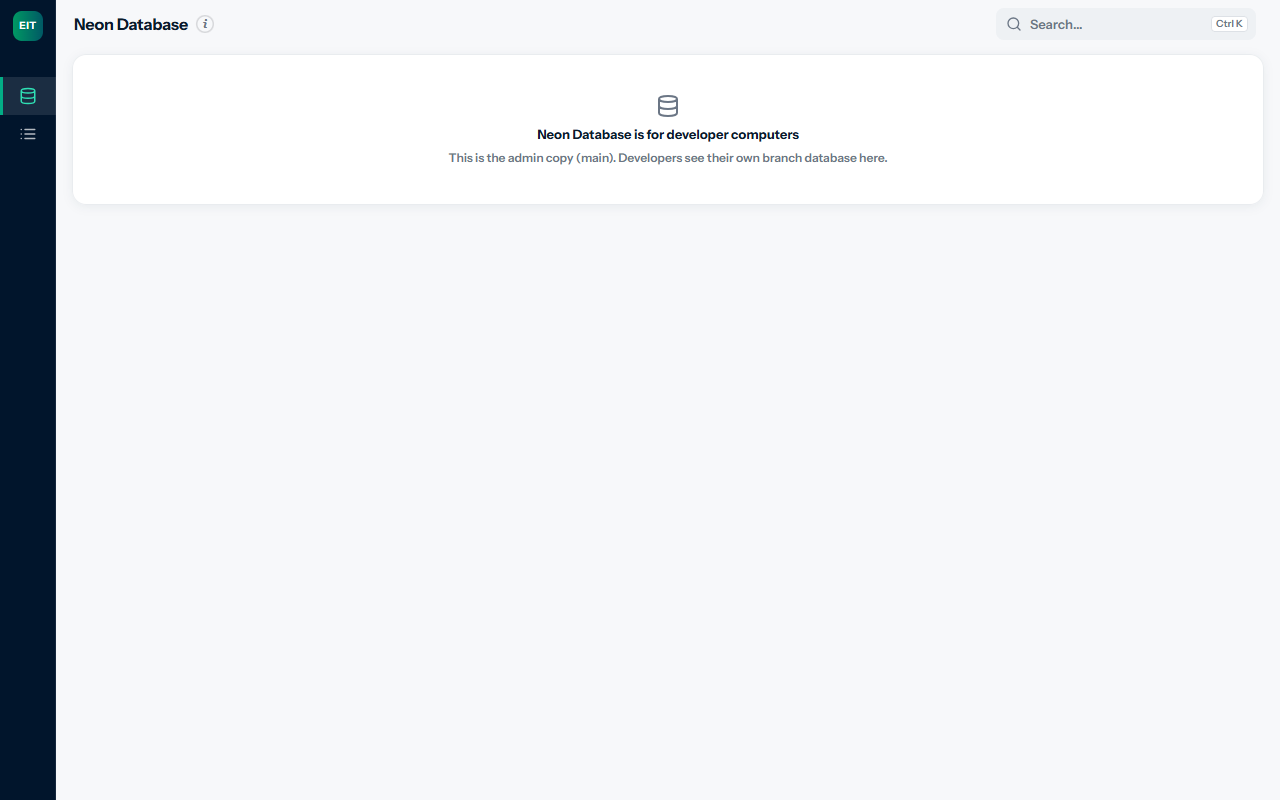 EIT
Neon Database i
Search... Ctrl K
Neon Database is for developer computers
This is the admin copy (main). Developers see their own branch database here.